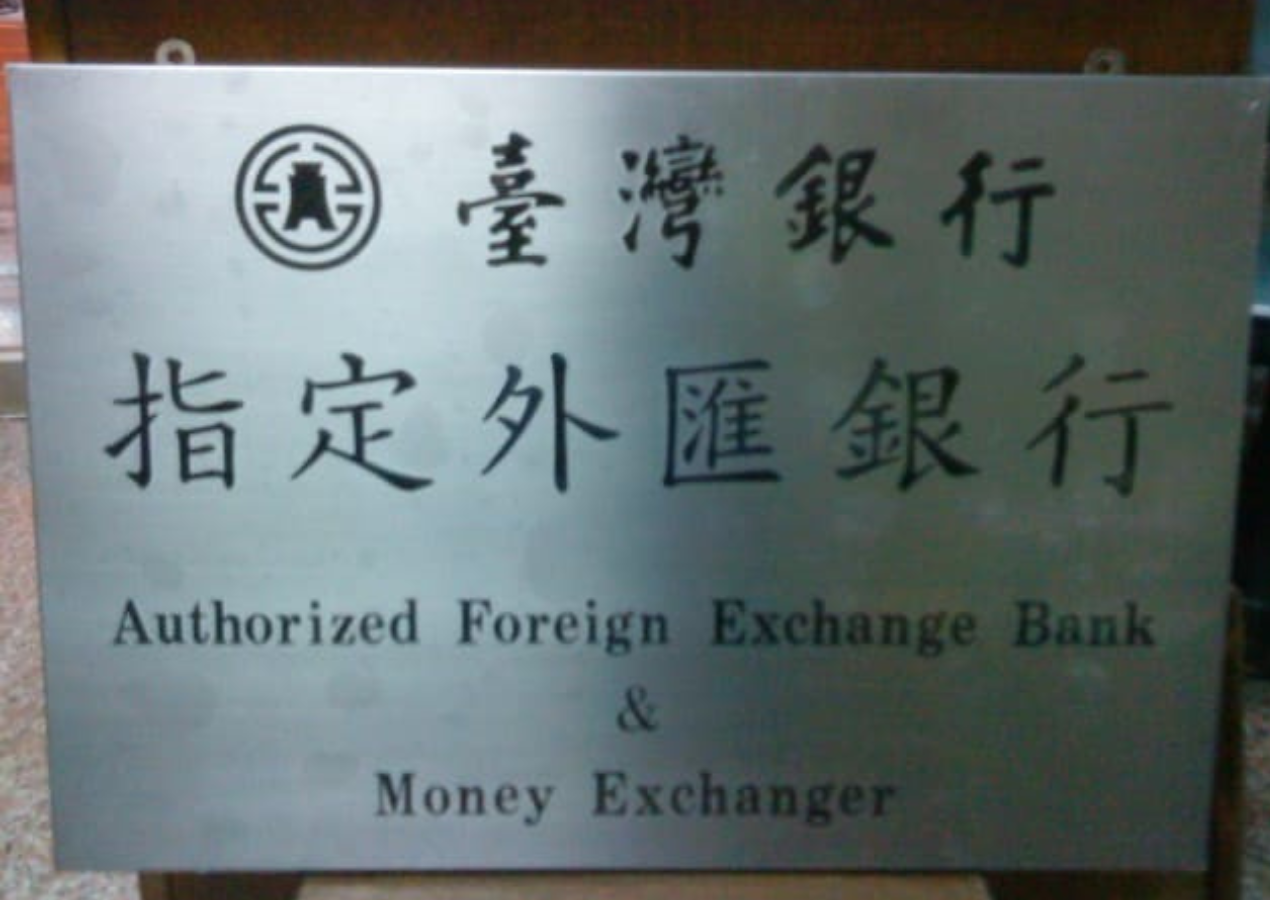 臺灣銀行
指定外匯銀行
Authorized Foreign Exchange Bank
&
Money Exchanger